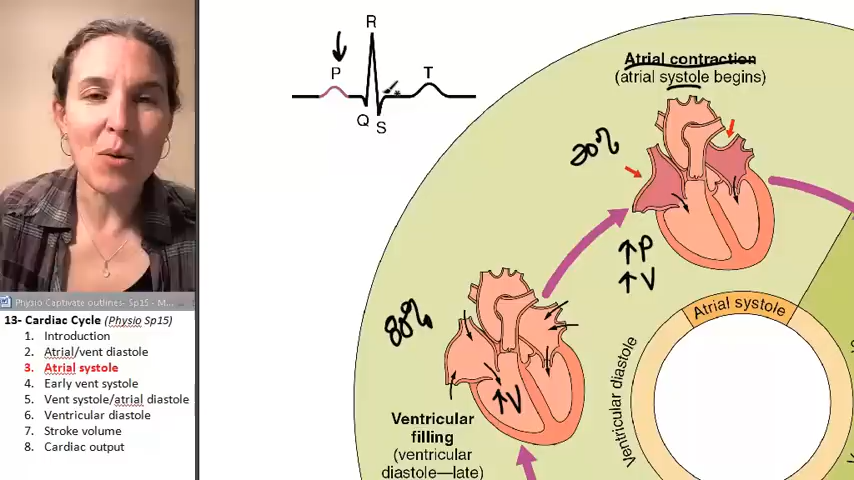 Physio Captivate outlines- Sp15 - M...
13- Cardiac Cycle (Physio Sp15)
1. Introduction
2. Atrial/vent diastole
3. Atrial systole
4. Early vent systole
5. Vent systole/atrial diastole
6. Ventricular diastole
7. Stroke volume
8. Cardiac output
R
P
T
Q
S
Atrial contraction
(atrial systole begins)
20%
↑P
↑V
80%
↑V
Ventricular
filling
(ventricular
diastole—late)
Atrial systole
Ventricular diastole